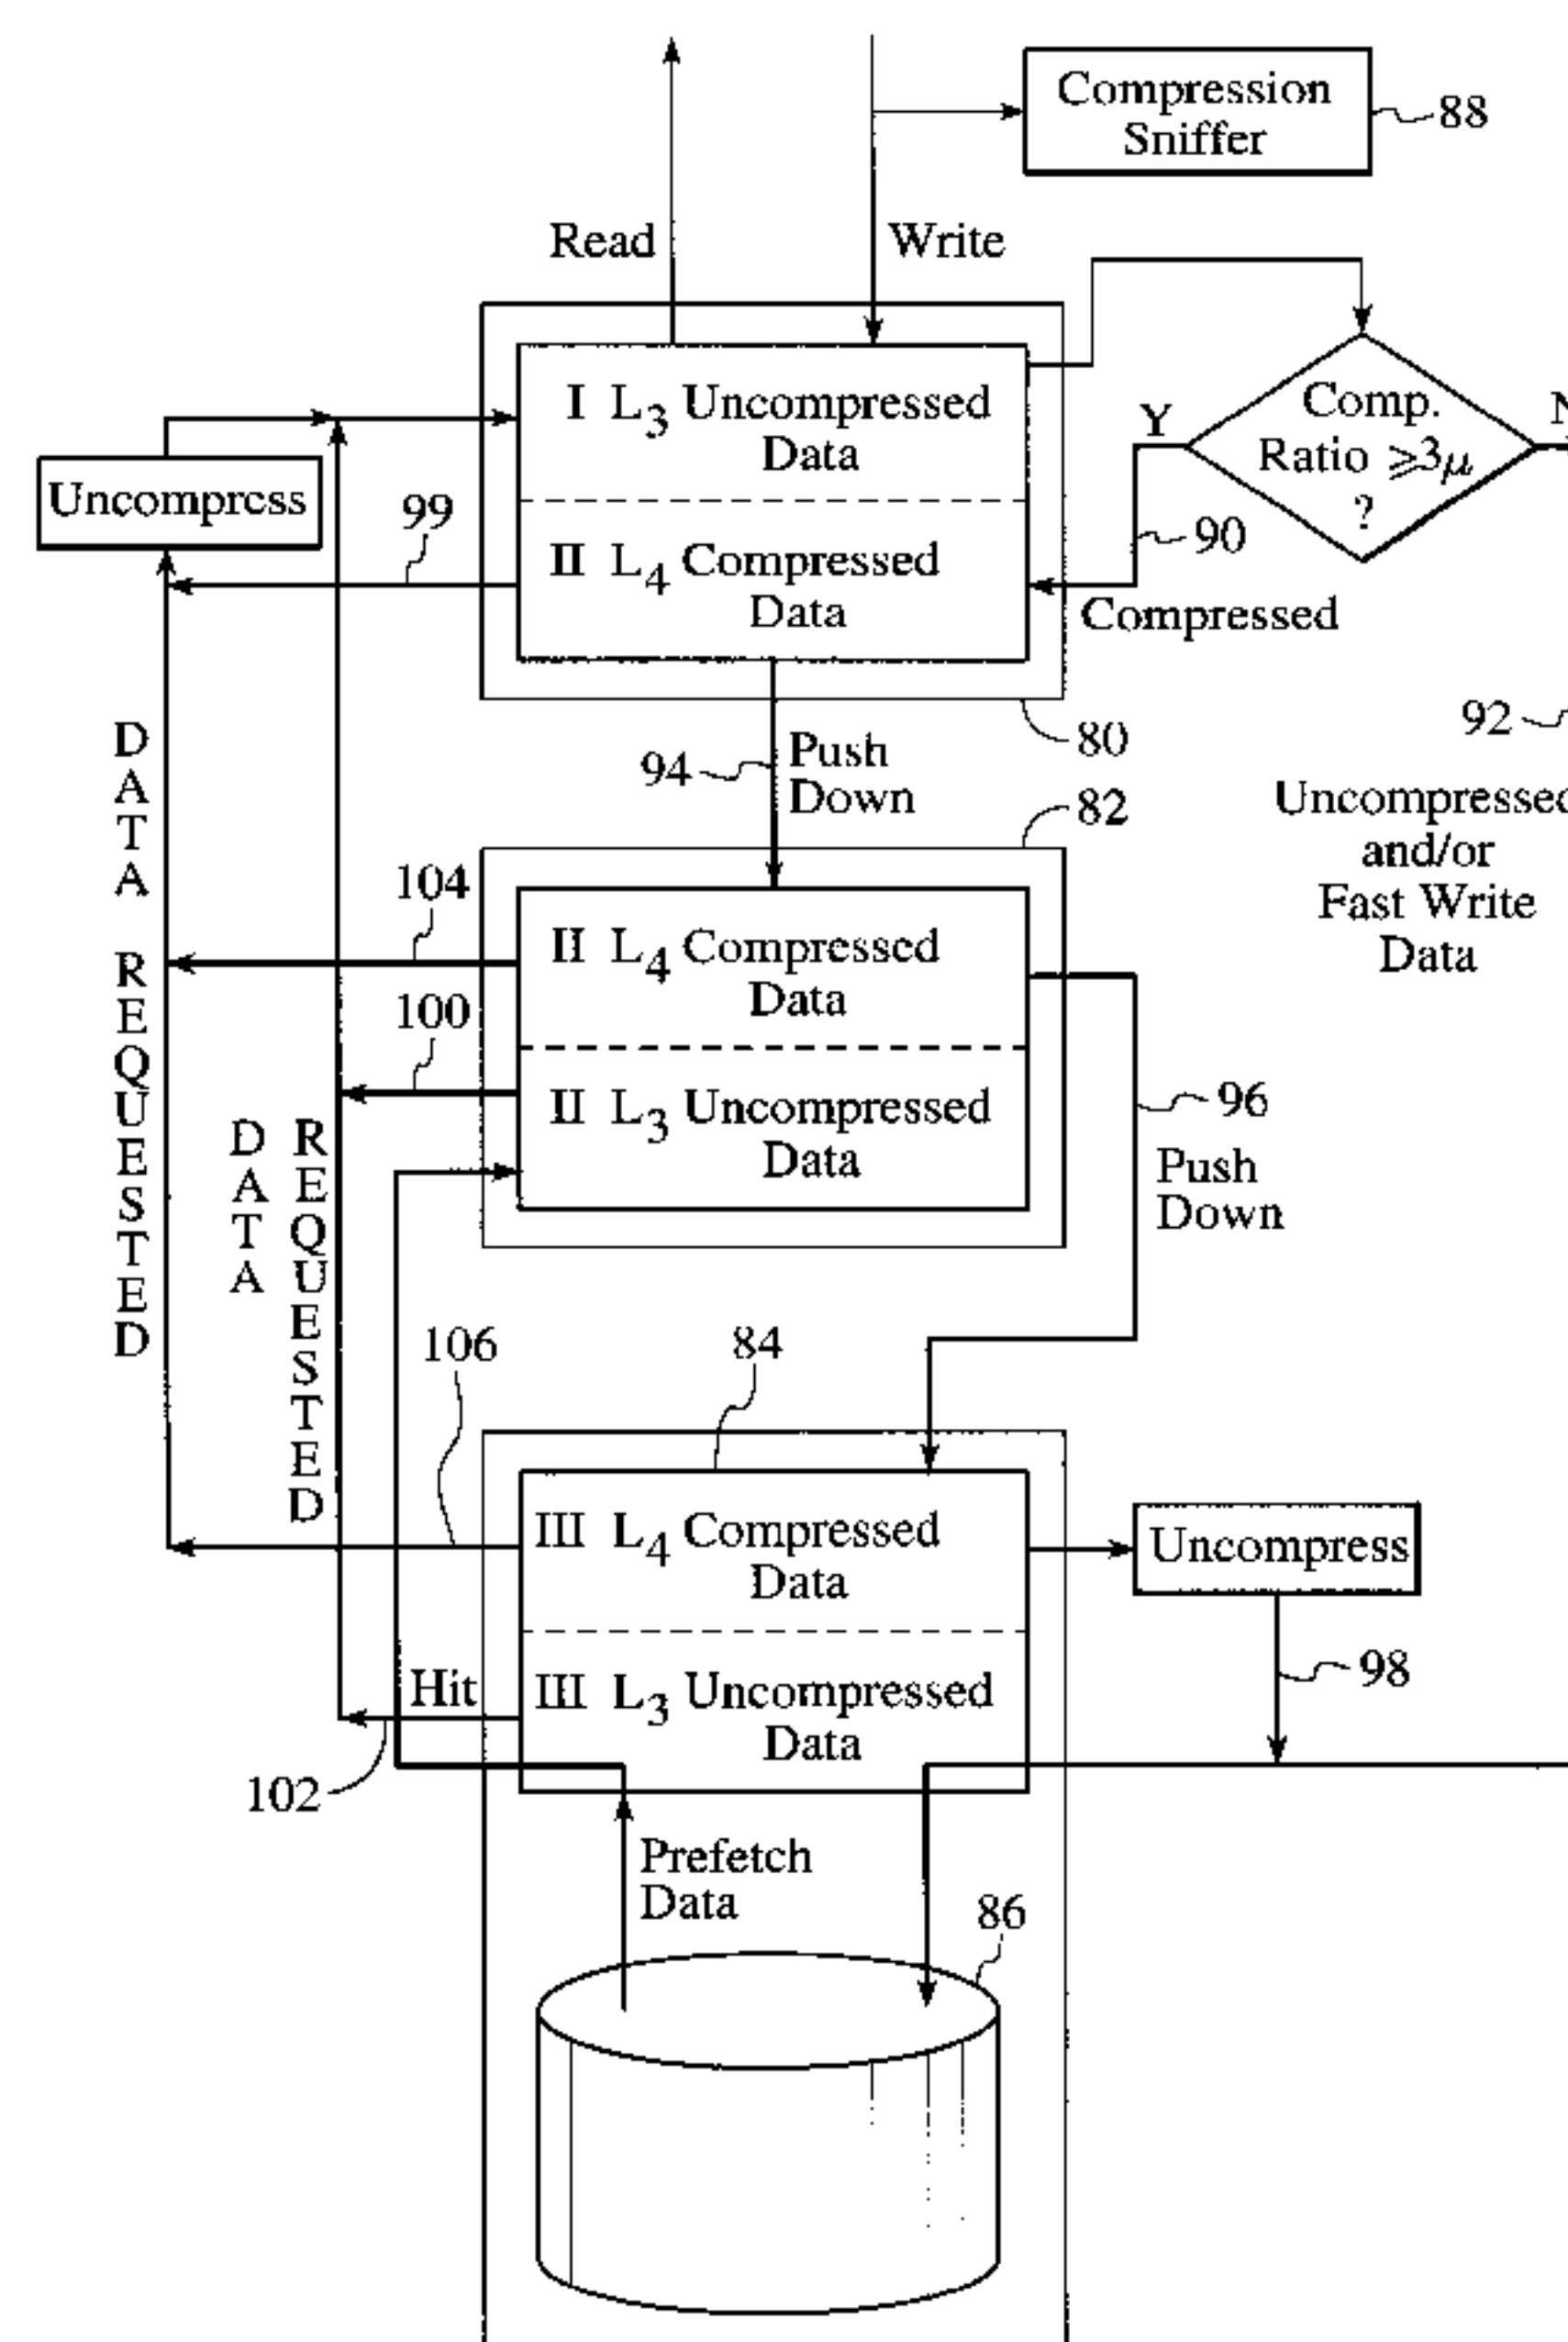 Compression
Sniffer
88
Read
Write
I L3 Uncompressed
Data
Comp.
Ratio ⩾3μ
?
Y
N
Uncompress
99
90
II L4 Compressed
Data
Compressed
80
94
Push
Down
82
92
Uncompressed
and/or
Fast Write
Data
DATA REQUESTED
104
II L4 Compressed
Data
100
II L3 Uncompressed
Data
96
Push
Down
DATA REQUESTED
106
84
III L4 Compressed
Data
Uncompress
98
Hit
III L3 Uncompressed
Data
102
Prefetch
Data
86